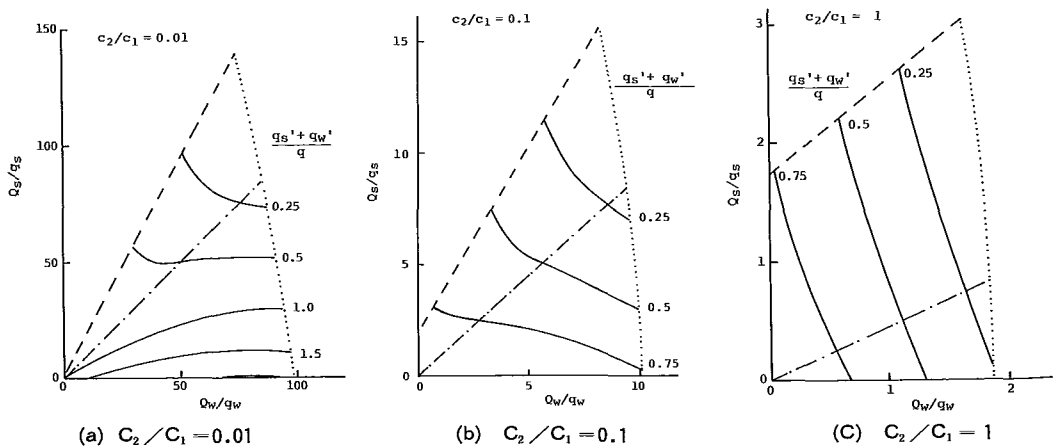 150
100
50
0
Qs/qs
c2/c1 = 0.01
qs'+ qw'
q
0.25
0.5
1.0
1.5
0
50
100
Qw/qw
(a) C2／C1 =0.01
15
10
5
0
Qs/qs
c2/c1 = 0.1
qs'+ qw'
q
0.25
0.5
0.75
0
5
10
Qw/qw
(b) C2／C1 =0.1
3
2
1
0
Qs/qs
c2/c1 = 1
qs'+ qw'
q
0.25
0.5
0.75
0
1
2
Qw/qw
(C) C2／C1 = 1